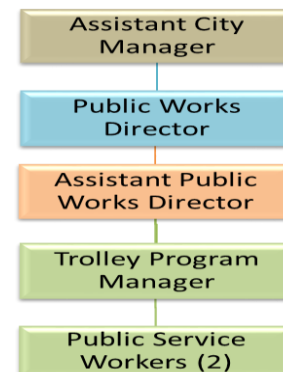 Assistant City
Manager
Public Works
Director
Assistant Public
Works Director
Trolley Program
Manager
Public Service
Workers (2)